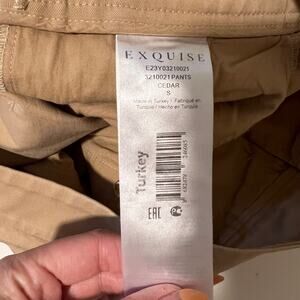 EXQUISE
E23Y03210021
3210021 PANTS
CEDAR
S
Made in Turkey / Fabriqué en
Turquie / Hecho en Turquía
Turkey
EAC